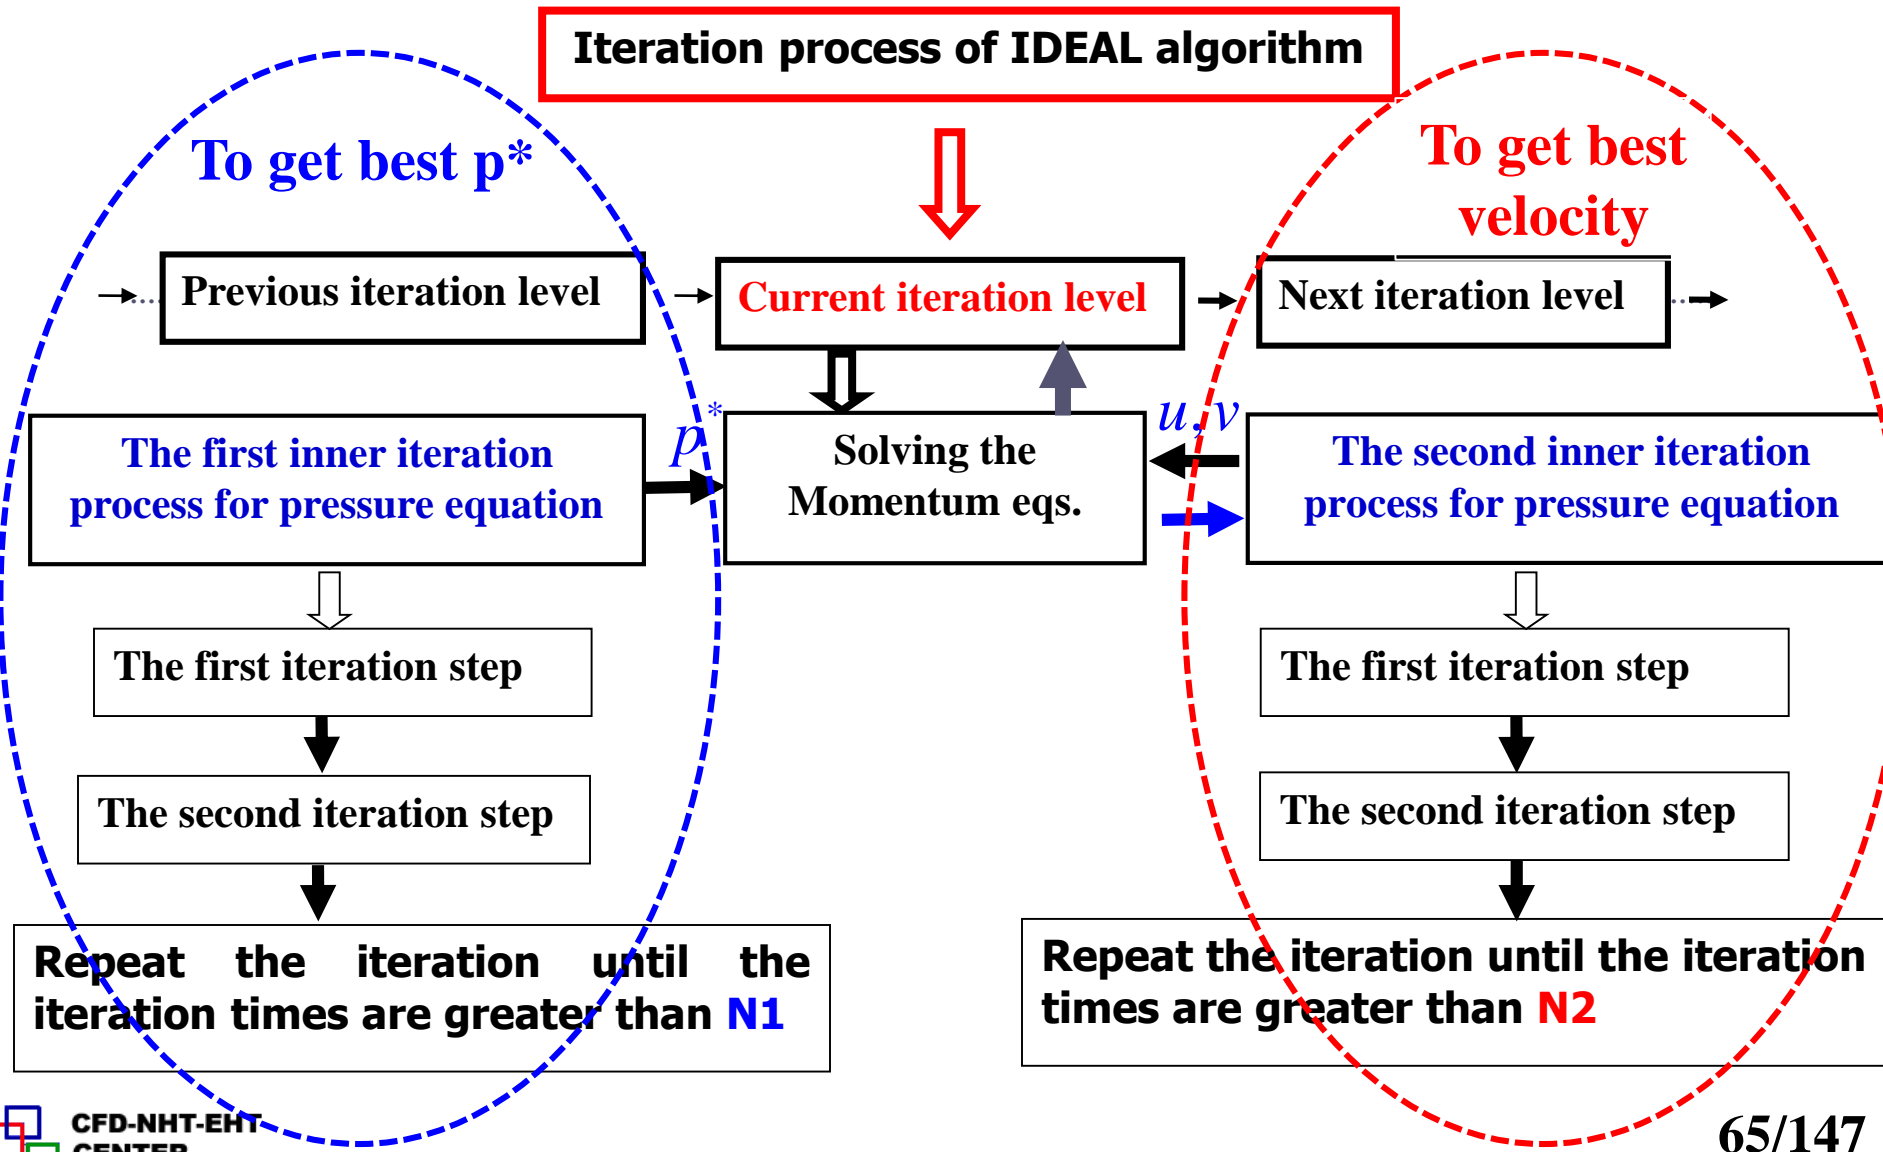 Iteration process of IDEAL algorithm
To get best p*
To get best
velocity
Previous iteration level
Current iteration level
Next iteration level
The first inner iteration
process for pressure equation
p*
Solving the
Momentum eqs.
u,v
The second inner iteration
process for pressure equation
The first iteration step
The first iteration step
The second iteration step
The second iteration step
Repeat the iteration until the
iteration times are greater than N1
Repeat the iteration until the iteration
times are greater than N2
CFD-NHT-EHT
CENTER
65/147